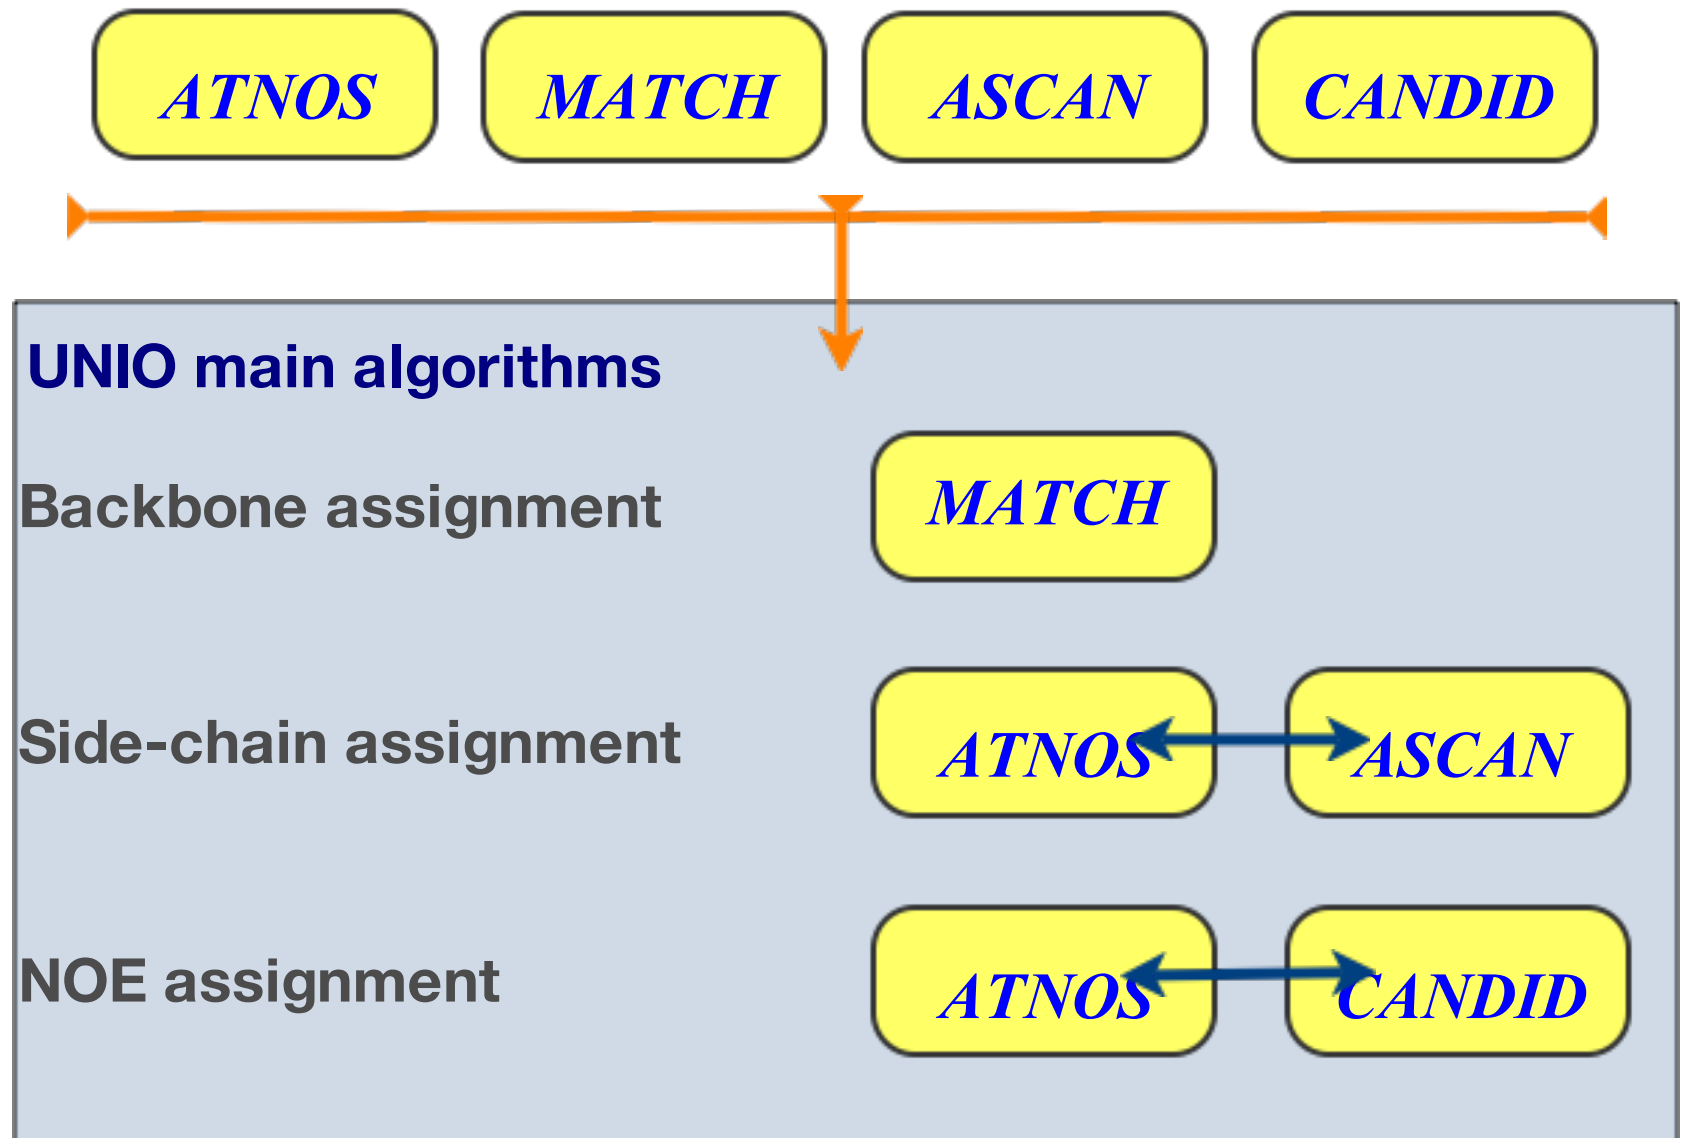 ATNOS MATCH ASCAN CANDID
UNIO main algorithms
Backbone assignment MATCH
Side-chain assignment ATNOS ASCAN
NOE assignment ATNOS CANDID